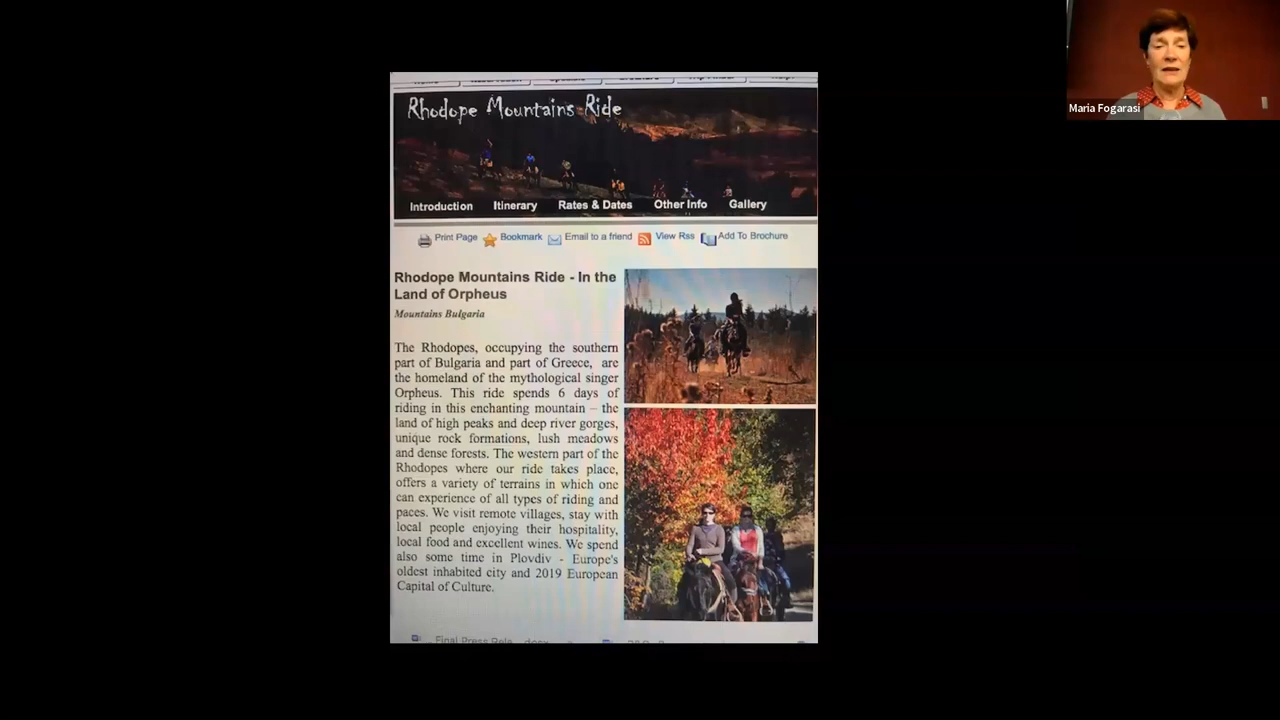 Maria Fogarasi
Rhodope Mountains Ride
Introduction Itinerary Rates & Dates Other Info Gallery
Print Page Bookmark Email to a friend View Rss Add To Brochure
Rhodope Mountains Ride - In the
Land of Orpheus
Mountains Bulgaria
The Rhodopes, occupying the southern
part of Bulgaria and part of Greece, are
the homeland of the mythological singer
Orpheus. This ride spends 6 days of
riding in this enchanting mountain – the
land of high peaks and deep river gorges,
unique rock formations, lush meadows
and dense forests. The western part of the
Rhodopes where our ride takes place,
offers a variety of terrains in which one
can experience of all types of riding and
paces. We visit remote villages, stay with
local people enjoying their hospitality,
local food and excellent wines. We spend
also some time in Plovdiv - Europe's
oldest inhabited city and 2019 European
Capital of Culture.
Final Press Rele